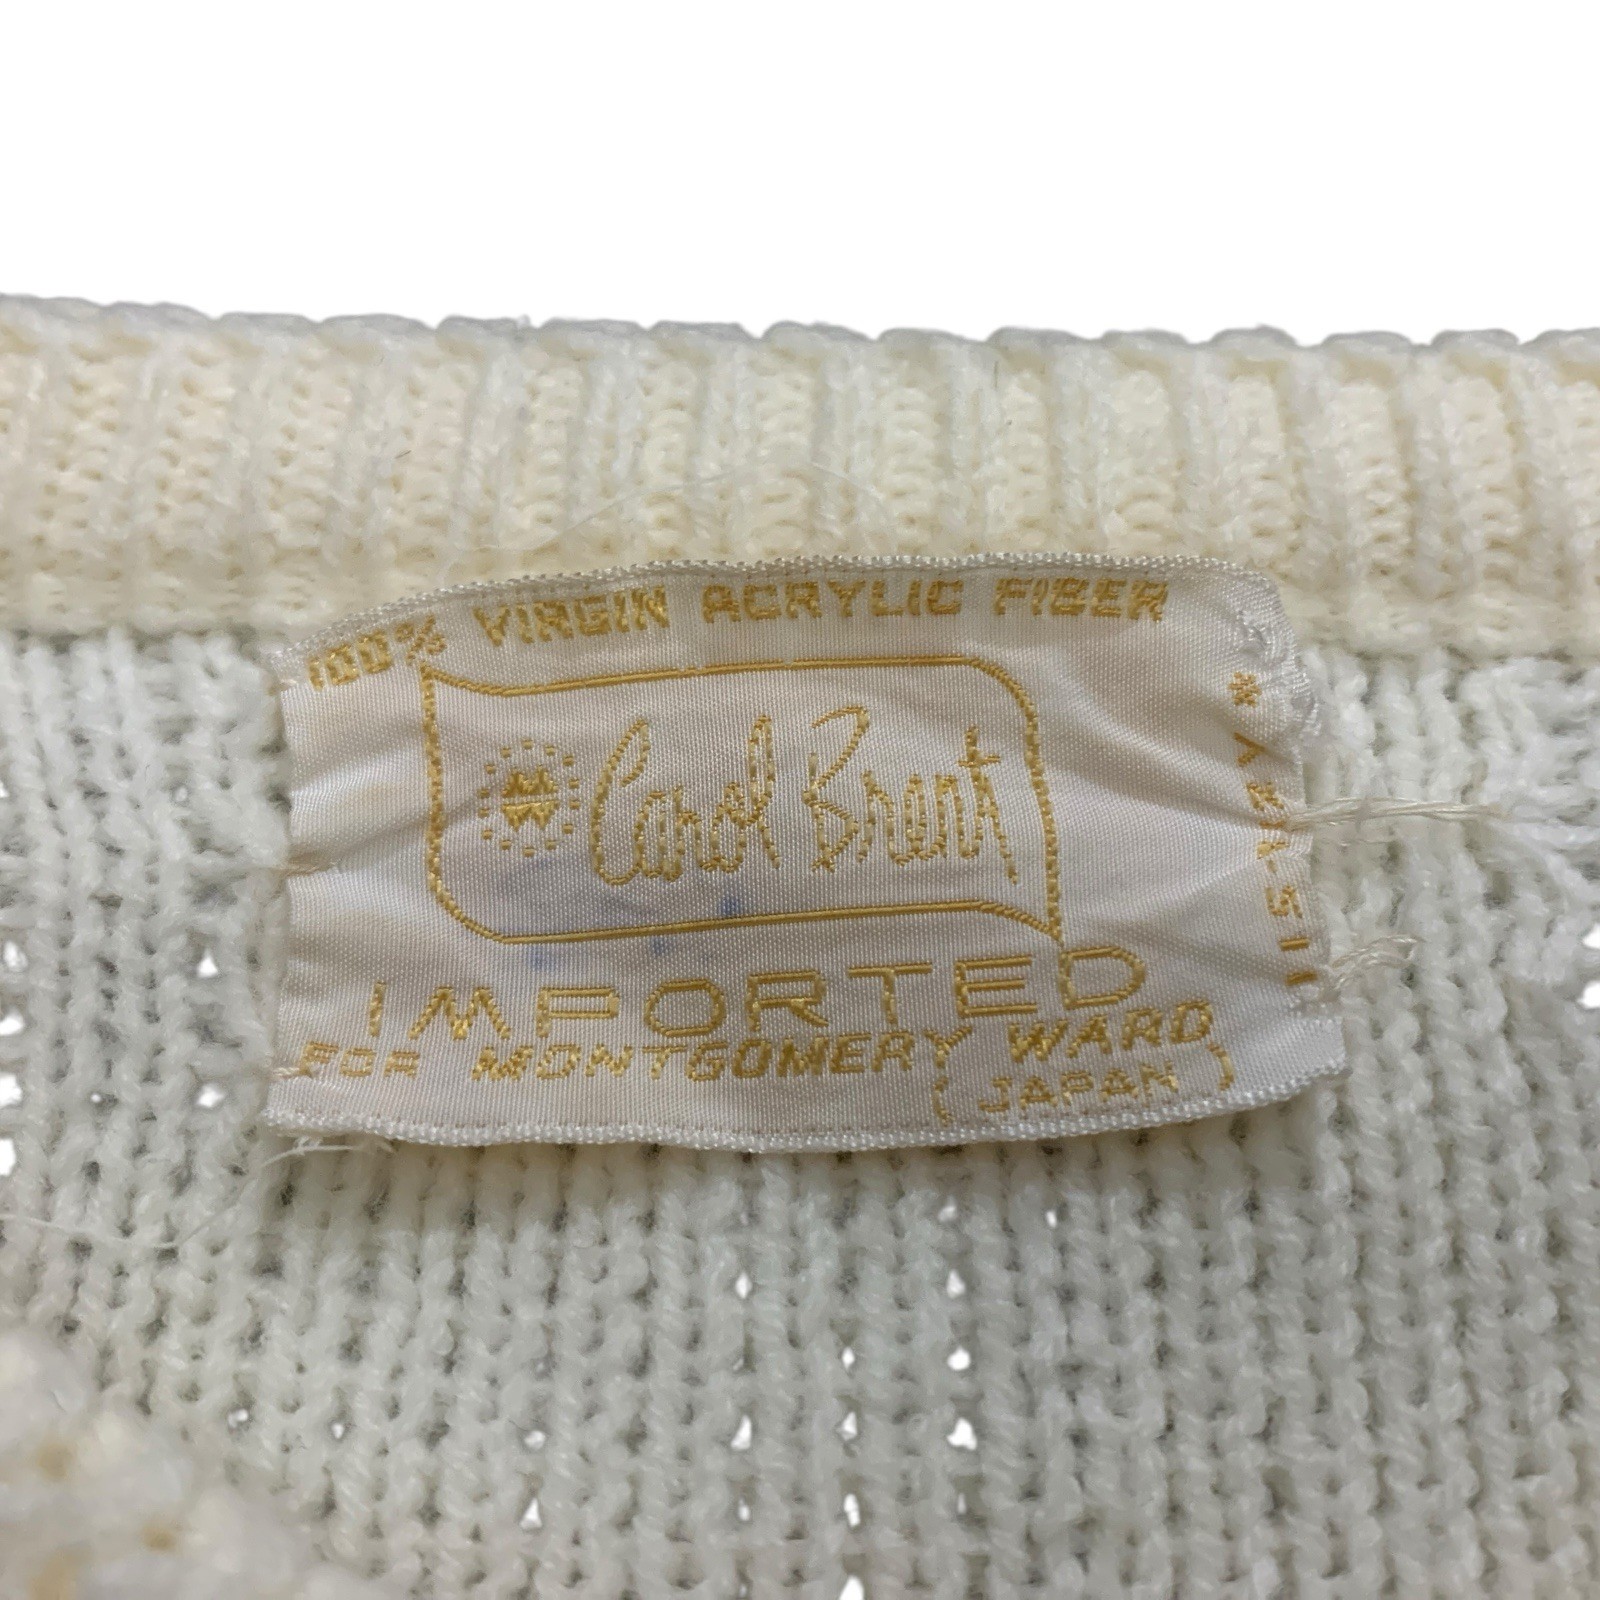 100% VIRGIN ACRYLIC FIBER
Carol Brent
IMPORTED
FOR MONTGOMERY WARD
( JAPAN )